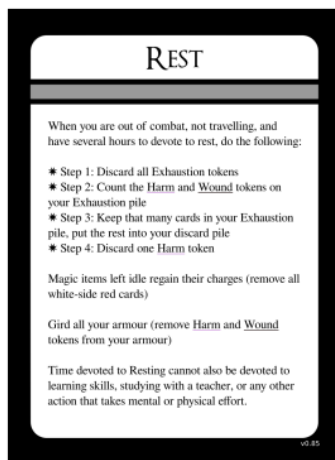 REST
When you are out of combat, not travelling, and
have several hours to devote to rest, do the following:
✷ Step 1: Discard all Exhaustion tokens
✷ Step 2: Count the Harm and Wound tokens on
your Exhaustion pile
✷ Step 3: Keep that many cards in your Exhaustion
pile, put the rest into your discard pile
✷ Step 4: Discard one Harm token
Magic items left idle regain their charges (remove all
white-side red cards)
Gird all your armour (remove Harm and Wound
tokens from your armour)
Time devoted to Resting cannot also be devoted to
learning skills, studying with a teacher, or any other
action that takes mental or physical effort.
v0.85